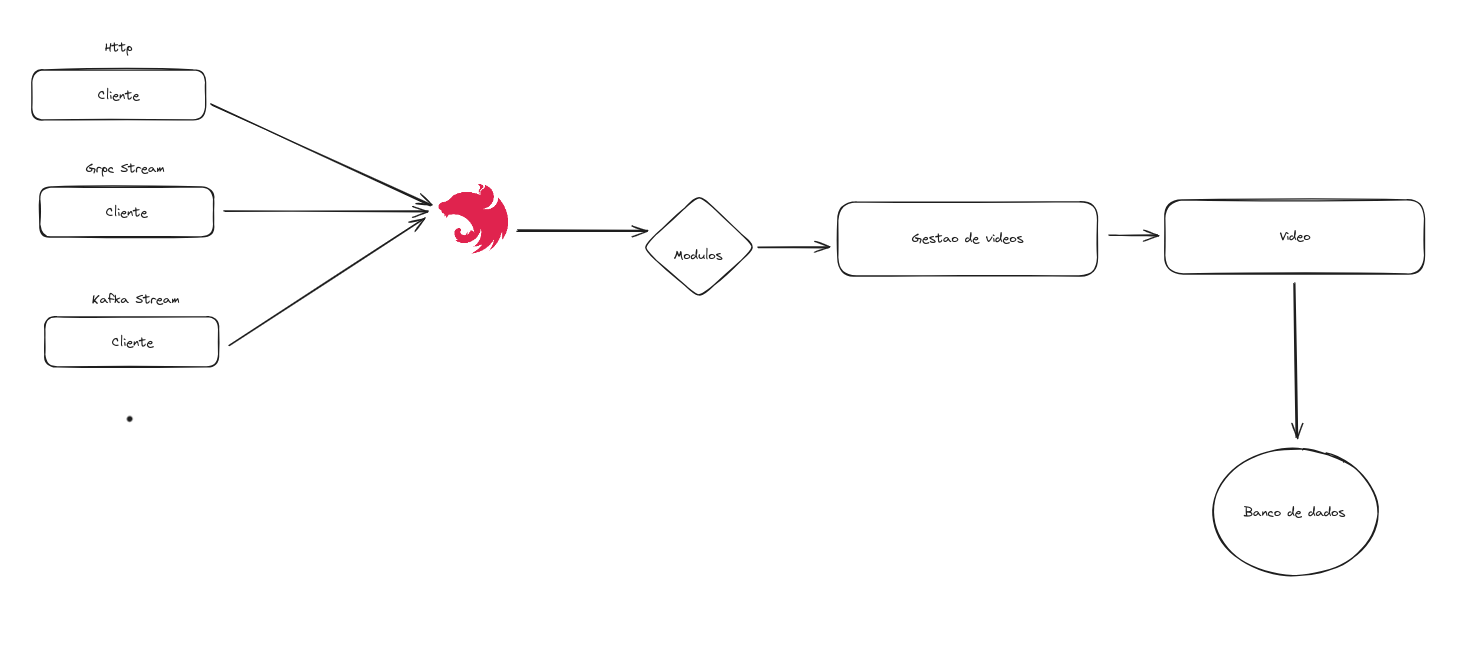 Http
Cliente
Grpc Stream
Cliente
Kafka Stream
Cliente
Modulos
Gestao de videos
Video
Banco de dados